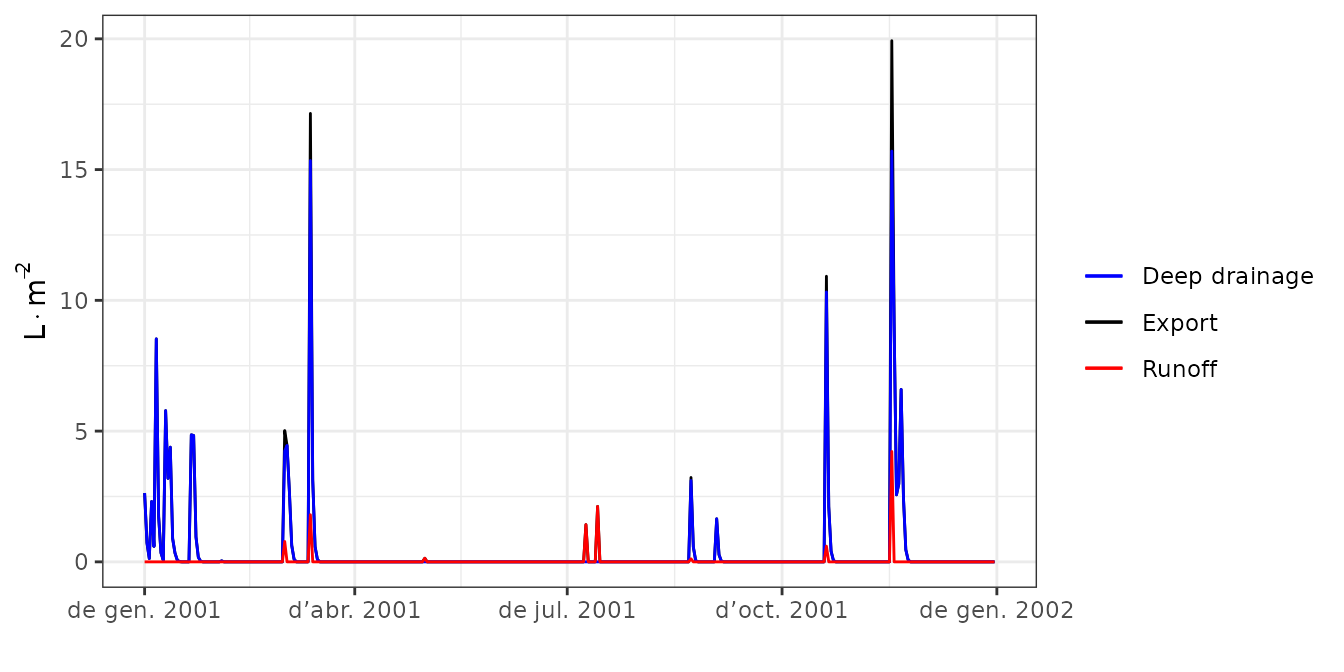 20
15
10
5
0
L · m⁻²
de gen. 2001
d’abr. 2001
de jul. 2001
d’oct. 2001
de gen. 2002
Deep drainage
Export
Runoff